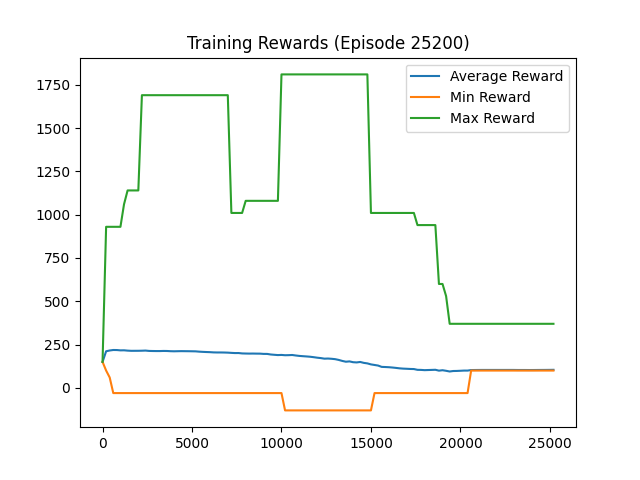 Training Rewards (Episode 25200)
Average Reward
Min Reward
Max Reward
1750
1500
1250
1000
750
500
250
0
0 5000 10000 15000 20000 25000